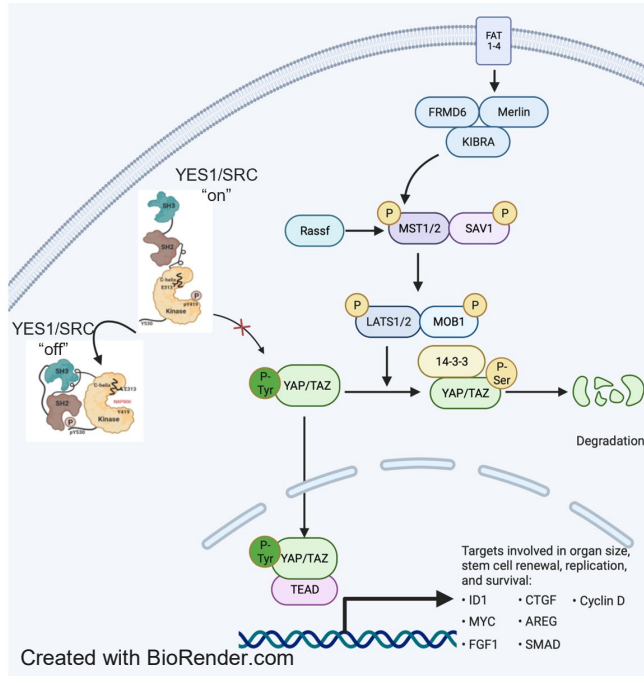 FAT
1-4
FRMD6
Merlin
KIBRA
YES1/SRC
“on”
SH3
SH2
C-helix
E313
P
pY419
Kinase
Y530
P
P
Rassf
MST1/2
SAV1
P
P
LATS1/2
MOB1
YES1/SRC
“off”
SH3
SH2
C-helix
E313
Y419
Kinase
P
pY530
P-
Tyr
YAP/TAZ
14-3-3
P-
Ser
YAP/TAZ
Degradation
P-
Tyr
YAP/TAZ
TEAD
Targets involved in organ size,
stem cell renewal, replication,
and survival:
• ID1 • CTGF • Cyclin D
• MYC • AREG
• FGF1 • SMAD
Created with BioRender.com